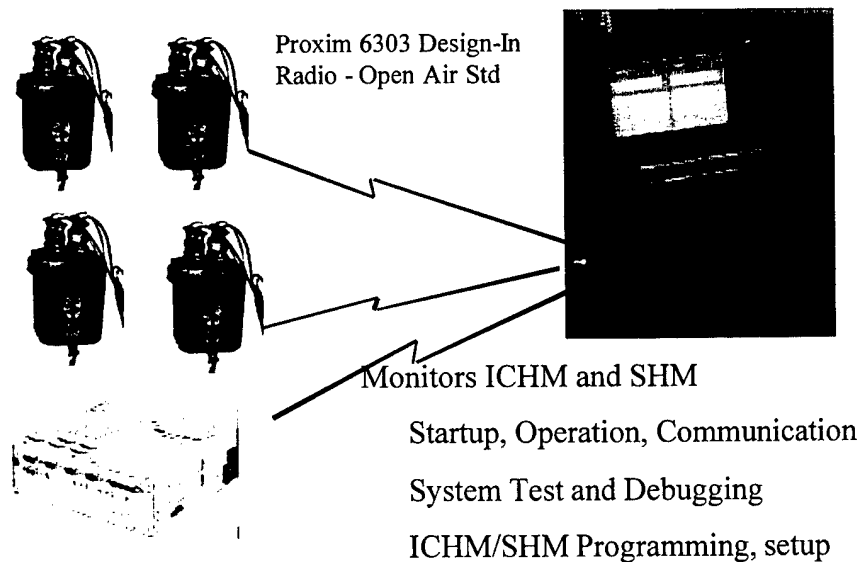 Proxim 6303 Design-In
Radio - Open Air Std
Monitors ICHM and SHM
Startup, Operation, Communication
System Test and Debugging
ICHM/SHM Programming, setup